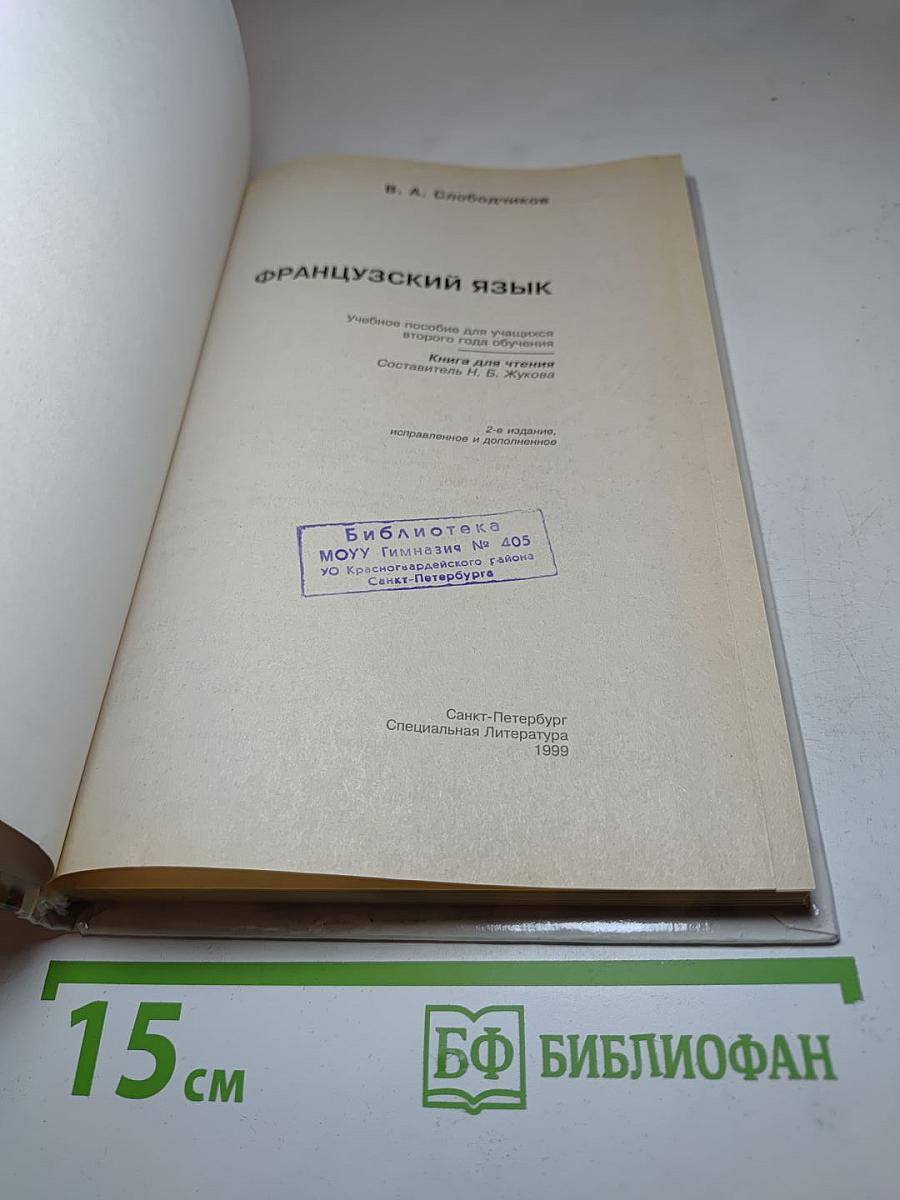 В. А. Слободчиков
ФРАНЦУЗСКИЙ ЯЗЫК
Учебное пособие для учащихся
второго года обучения
Книга для чтения
Составитель Н. Б. Жукова
2-е издание,
исправленное и дополненное
Библиотека
МОУУ Гимназия № 405
УО Красногвардейского района
Санкт-Петербурга
Санкт-Петербург
Специальная Литература
1999
15 см
БФ БИБЛИОФАН